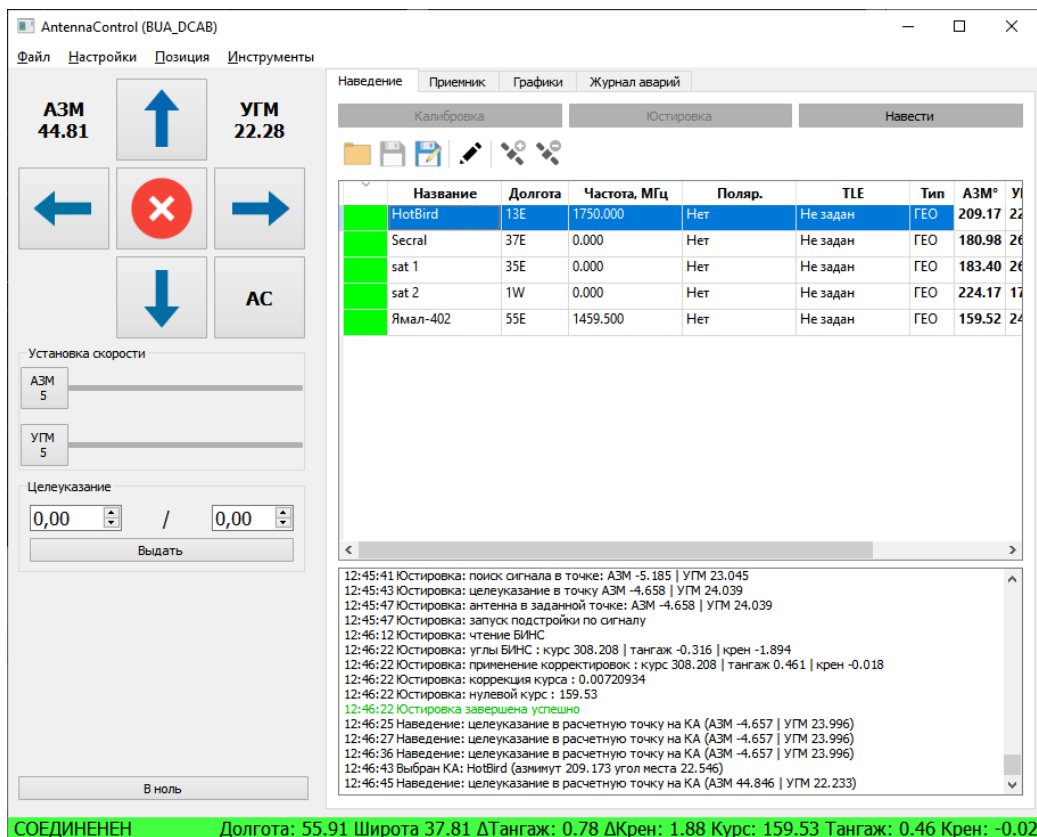 AntennaControl (BUA_DCAB)
Файл Настройки Позиция Инструменты
АЗМ
44.81
УГМ
22.28
АС
Установка скорости
АЗМ
5
УГМ
5
Целеуказание
0,00 / 0,00
Выдать
В ноль
Наведение Приемник Графики Журнал аварий
Калибровка Юстировка Навести
Название Долгота Частота, МГц Поляр. TLE Тип АЗМ° УГ
HotBird 13E 1750.000 Нет Не задан ГЕО 209.17 22
Secral 37E 0.000 Нет Не задан ГЕО 180.98 26
sat 1 35E 0.000 Нет Не задан ГЕО 183.40 26
sat 2 1W 0.000 Нет Не задан ГЕО 224.17 17
Ямал-402 55E 1459.500 Нет Не задан ГЕО 159.52 24
12:45:41 Юстировка: поиск сигнала в точке: АЗМ -5.185 | УГМ 23.045
12:45:43 Юстировка: целеуказание в точку АЗМ -4.658 | УГМ 24.039
12:45:47 Юстировка: антенна в заданной точке: АЗМ -4.658 | УГМ 24.039
12:45:47 Юстировка: запуск подстройки по сигналу
12:46:12 Юстировка: чтение БИНС
12:46:22 Юстировка: углы БИНС : курс 308.208 | тангаж -0.316 | крен -1.894
12:46:22 Юстировка: применение корректировок : курс 308.208 | тангаж 0.461 | крен -0.018
12:46:22 Юстировка: коррекция курса : 0.00720934
12:46:22 Юстировка: нулевой курс : 159.53
12:46:22 Юстировка завершена успешно
12:46:25 Наведение: целеуказание в расчетную точку на КА (АЗМ -4.657 | УГМ 23.996)
12:46:27 Наведение: целеуказание в расчетную точку на КА (АЗМ -4.657 | УГМ 23.996)
12:46:36 Наведение: целеуказание в расчетную точку на КА (АЗМ -4.657 | УГМ 23.996)
12:46:43 Выбран КА: HotBird (азмимут 209.173 угол места 22.546)
12:46:45 Наведение: целеуказание в расчетную точку на КА (АЗМ 44.846 | УГМ 22.233)
СОЕДИНЕНЕН Долгота: 55.91 Широта 37.81 ΔТангаж: 0.78 ΔКрен: 1.88 Курс: 159.53 Тангаж: 0.46 Крен: -0.02